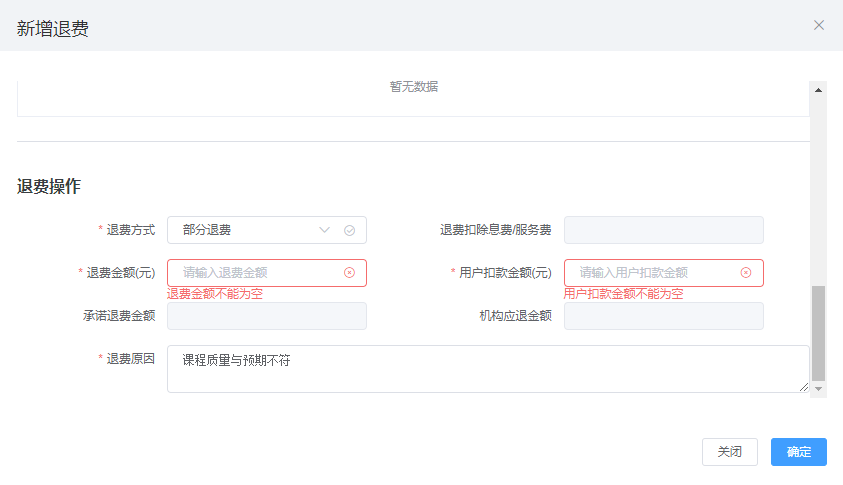 新增退费
暂无数据
退费操作
* 退费方式 部分退费 退费扣除息费/服务费
* 退费金额(元) 请输入退费金额 * 用户扣款金额(元) 请输入用户扣款金额
退费金额不能为空 用户扣款金额不能为空
承诺退费金额 机构应退金额
* 退费原因 课程质量与预期不符
关闭 确定